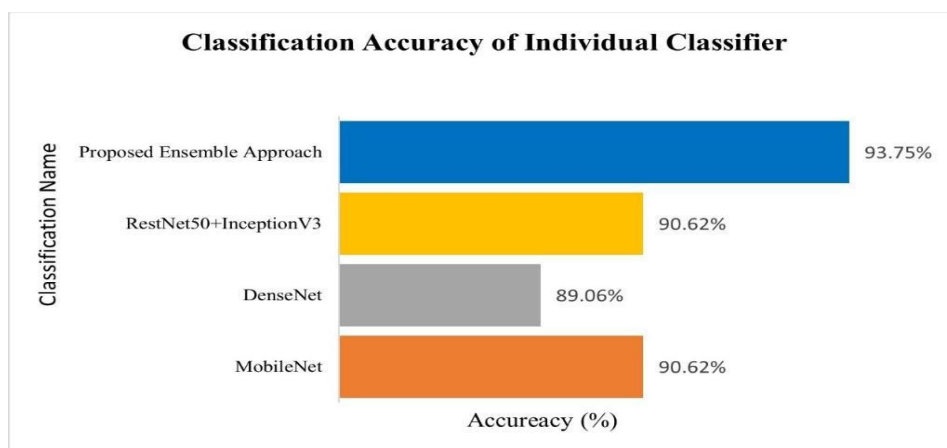 Classification Accuracy of Individual Classifier
Classification Name
Proposed Ensemble Approach
93.75%
RestNet50+InceptionV3
90.62%
DenseNet
89.06%
MobileNet
90.62%
Accureacy (%)